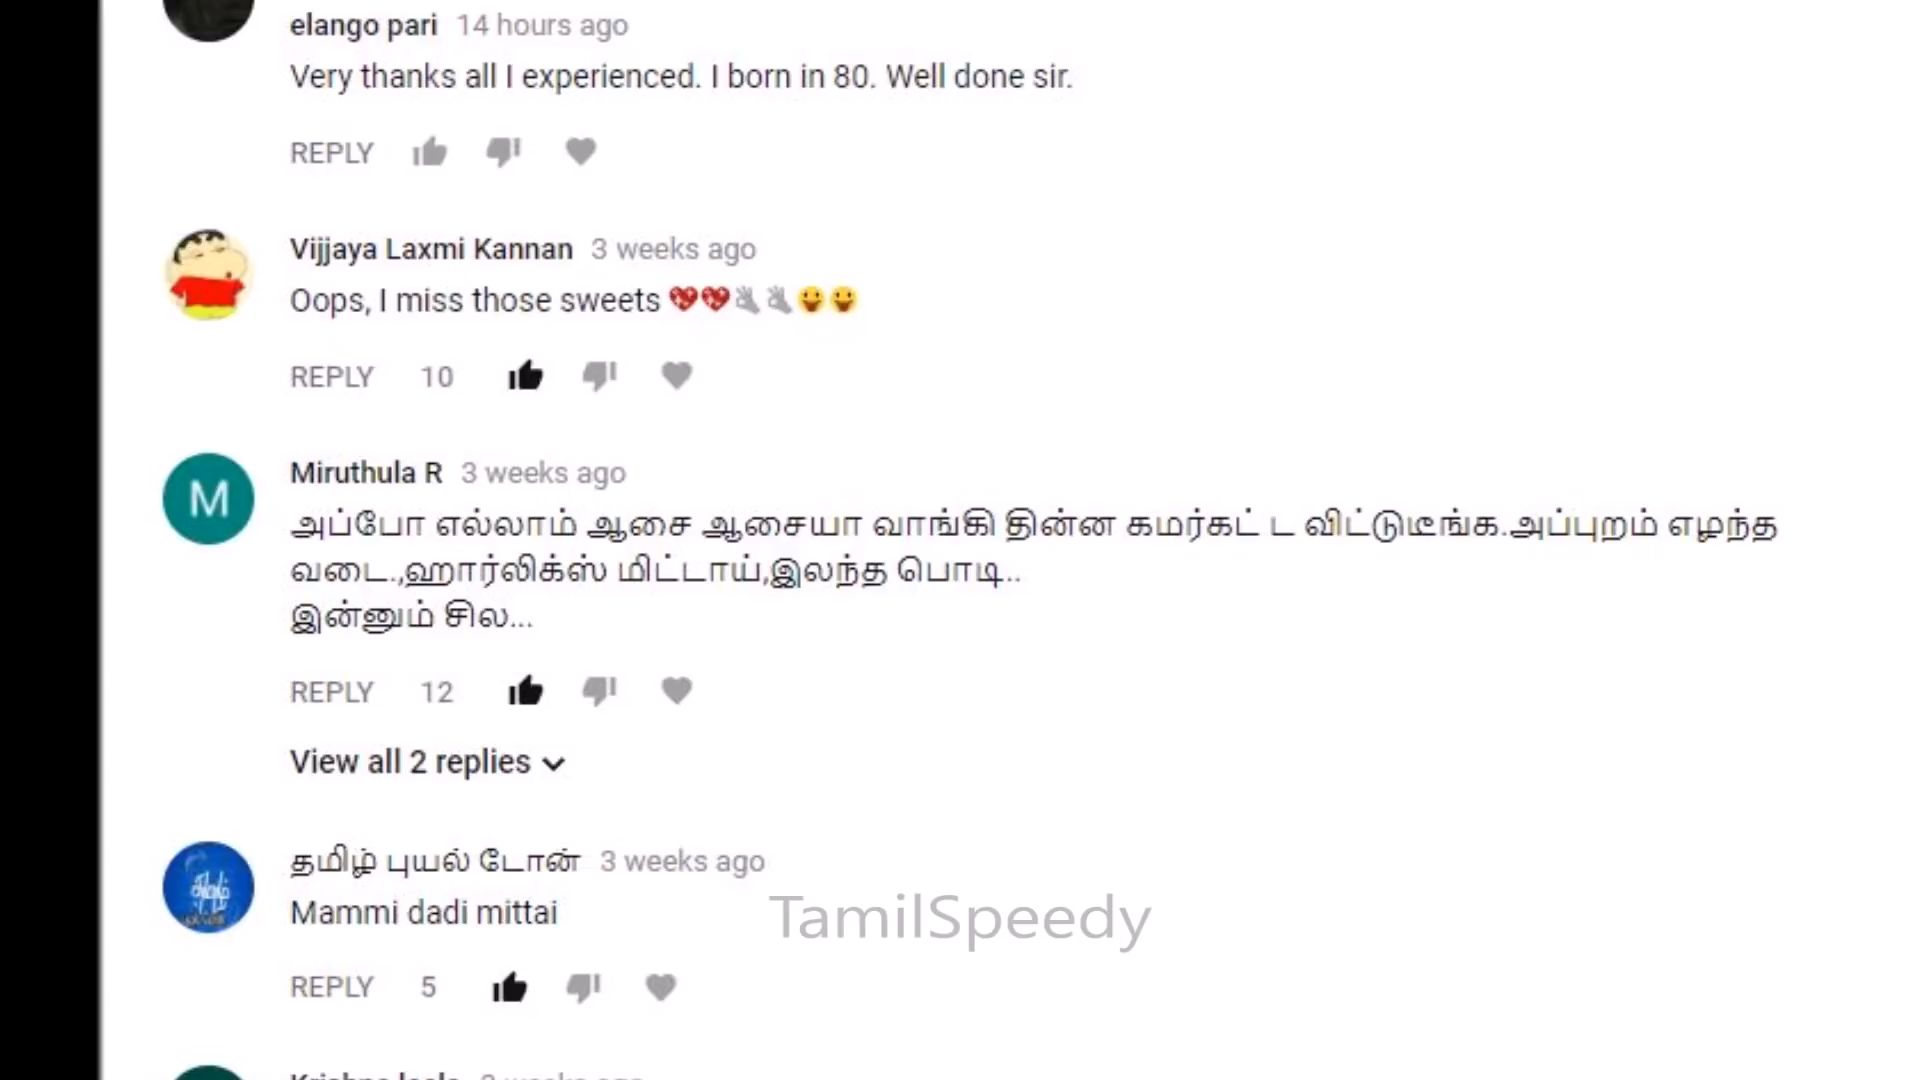 elango pari 14 hours ago
Very thanks all I experienced. I born in 80. Well done sir.
REPLY
Vijjaya Laxmi Kannan 3 weeks ago
Oops, I miss those sweets 💖💖👌👌😛😛
REPLY 10
M
Miruthula R 3 weeks ago
அப்போ எல்லாம் ஆசை ஆசையா வாங்கி தின்ன கமர்கட் ட விட்டுடீங்க.அப்புறம் எழந்த
வடை.,ஹார்லிக்ஸ் மிட்டாய்,இலந்த பொடி..
இன்னும் சில...
REPLY 12
View all 2 replies
தமிழ் புயல் டோன் 3 weeks ago
Mammi dadi mittai
TamilSpeedy
REPLY 5